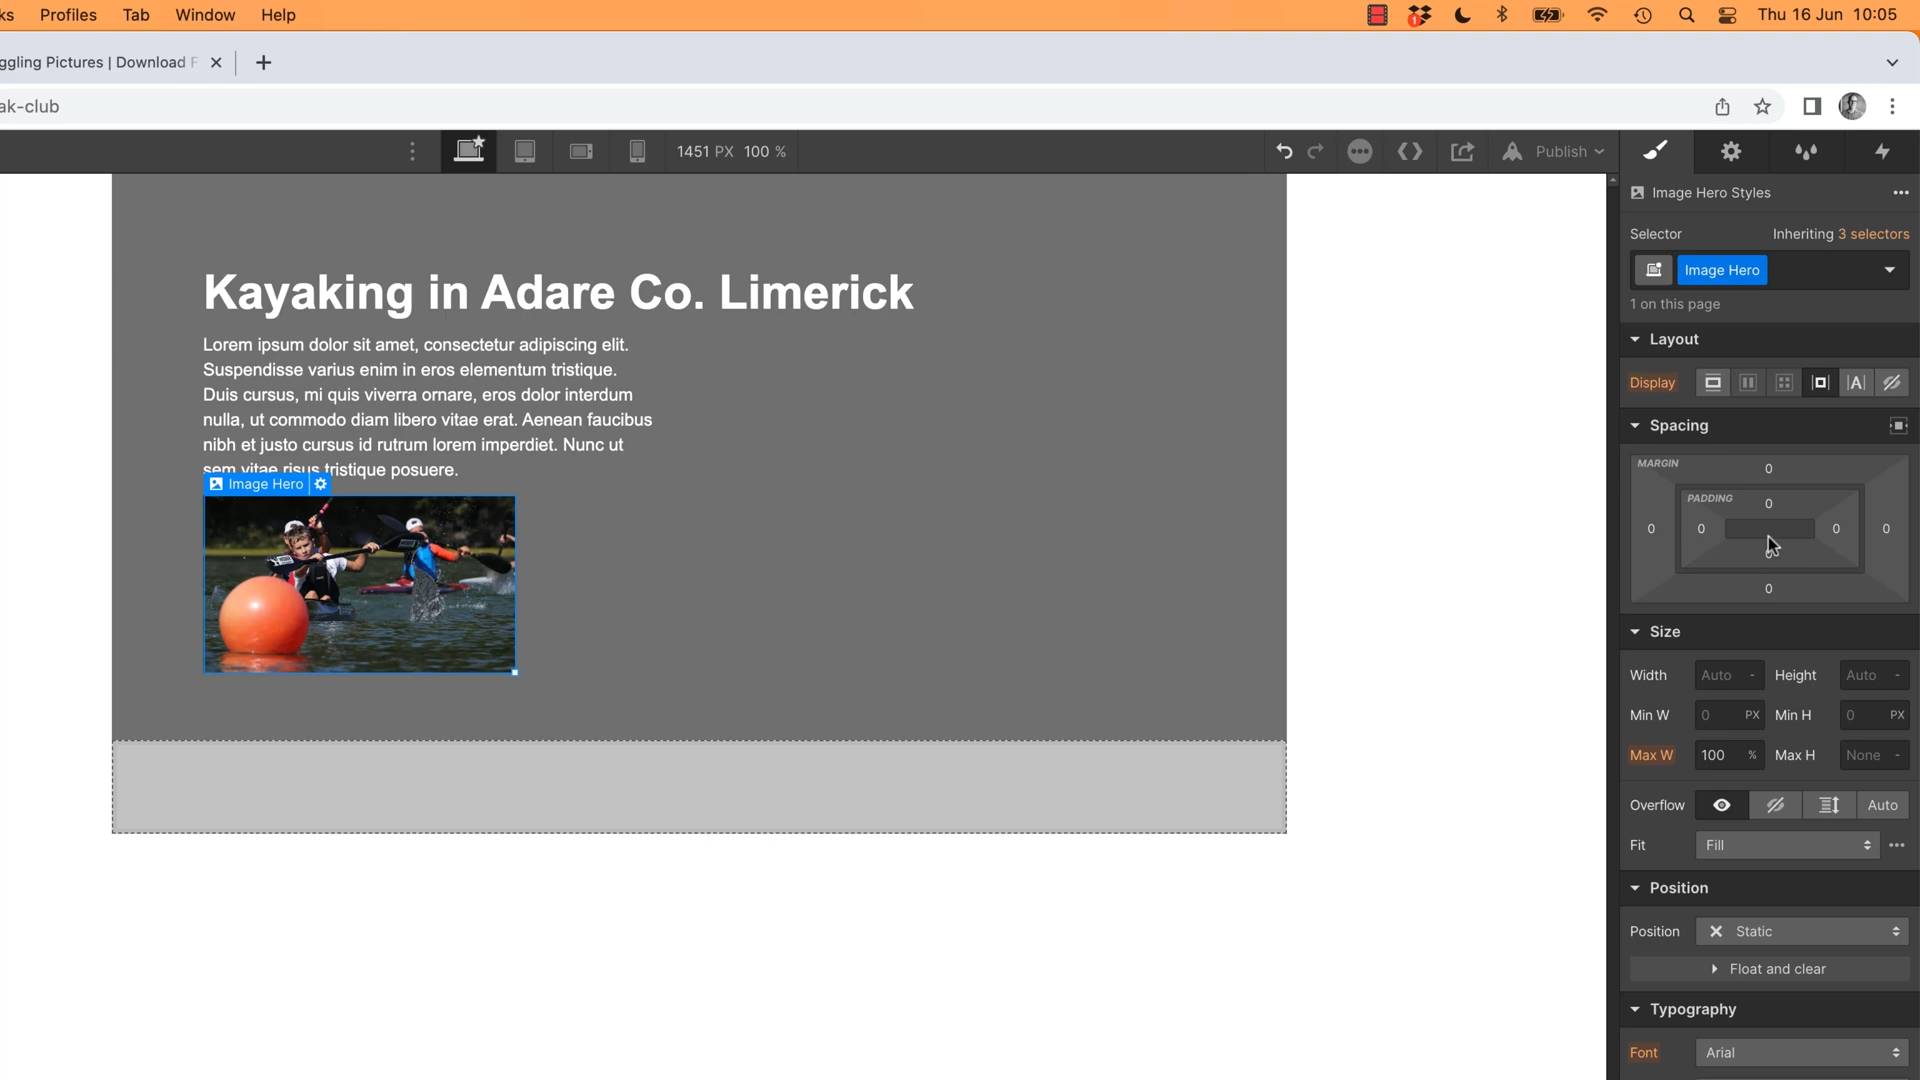 ks Profiles Tab Window Help
1
Thu 16 Jun 10:05
ggling Pictures | Download F
ak-club
1451 PX 100 %
Publish
Image Hero Styles
Selector Inheriting 3 selectors
Image Hero
1 on this page
Layout
Display
Spacing
MARGIN
0
PADDING
0
0 0 0 0
0
Size
Width Auto - Height Auto -
Min W 0 PX Min H 0 PX
Max W 100 % Max H None -
Overflow Auto
Fit Fill
Position
Position Static
Float and clear
Typography
Font Arial
Kayaking in Adare Co. Limerick
Lorem ipsum dolor sit amet, consectetur adipiscing elit.
Suspendisse varius enim in eros elementum tristique.
Duis cursus, mi quis viverra ornare, eros dolor interdum
nulla, ut commodo diam libero vitae erat. Aenean faucibus
nibh et justo cursus id rutrum lorem imperdiet. Nunc ut
sem vitae risus tristique posuere.
Image Hero